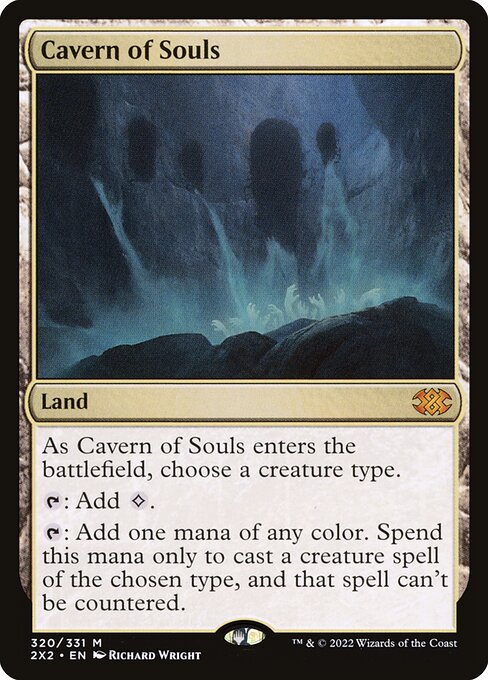 Cavern of Souls
Land
As Cavern of Souls enters the
battlefield, choose a creature type.
: Add .
: Add one mana of any color. Spend
this mana only to cast a creature spell
of the chosen type, and that spell can't
be countered.
320/331 M
2X2 • EN Richard Wright
™ & © 2022 Wizards of the Coast